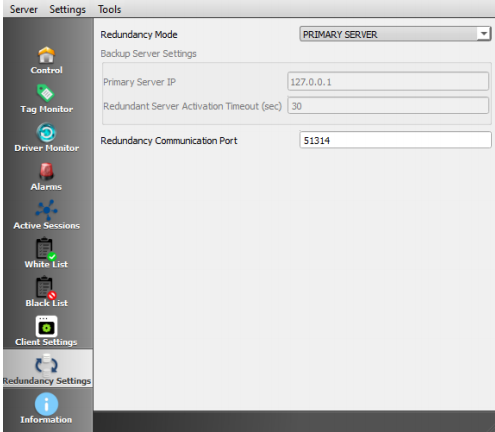 Server Settings Tools
Control
Tag Monitor
Driver Monitor
Alarms
Active Sessions
White List
Black List
Client Settings
Redundancy Settings
Information
Redundancy Mode PRIMARY SERVER
Backup Server Settings
Primary Server IP 127.0.0.1
Redundant Server Activation Timeout (sec) 30
Redundancy Communication Port 51314